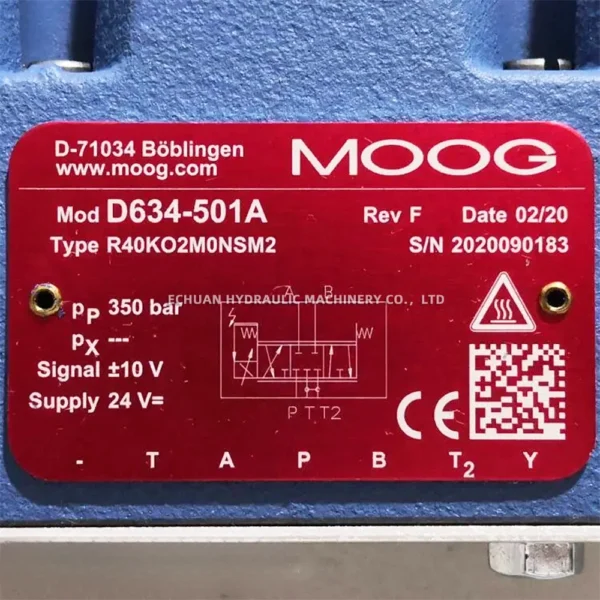 D-71034 Böblingen
www.moog.com
MOOG
Mod D634-501A Rev F Date 02/20
Type R40KO2M0NSM2 S/N 2020090183
A B
ECHUAN HYDRAULIC MACHINERY CO., LTD
pP 350 bar
pX ---
Signal ±10 V
Supply 24 V=
P T T2
CE
- T A P B T2 Y